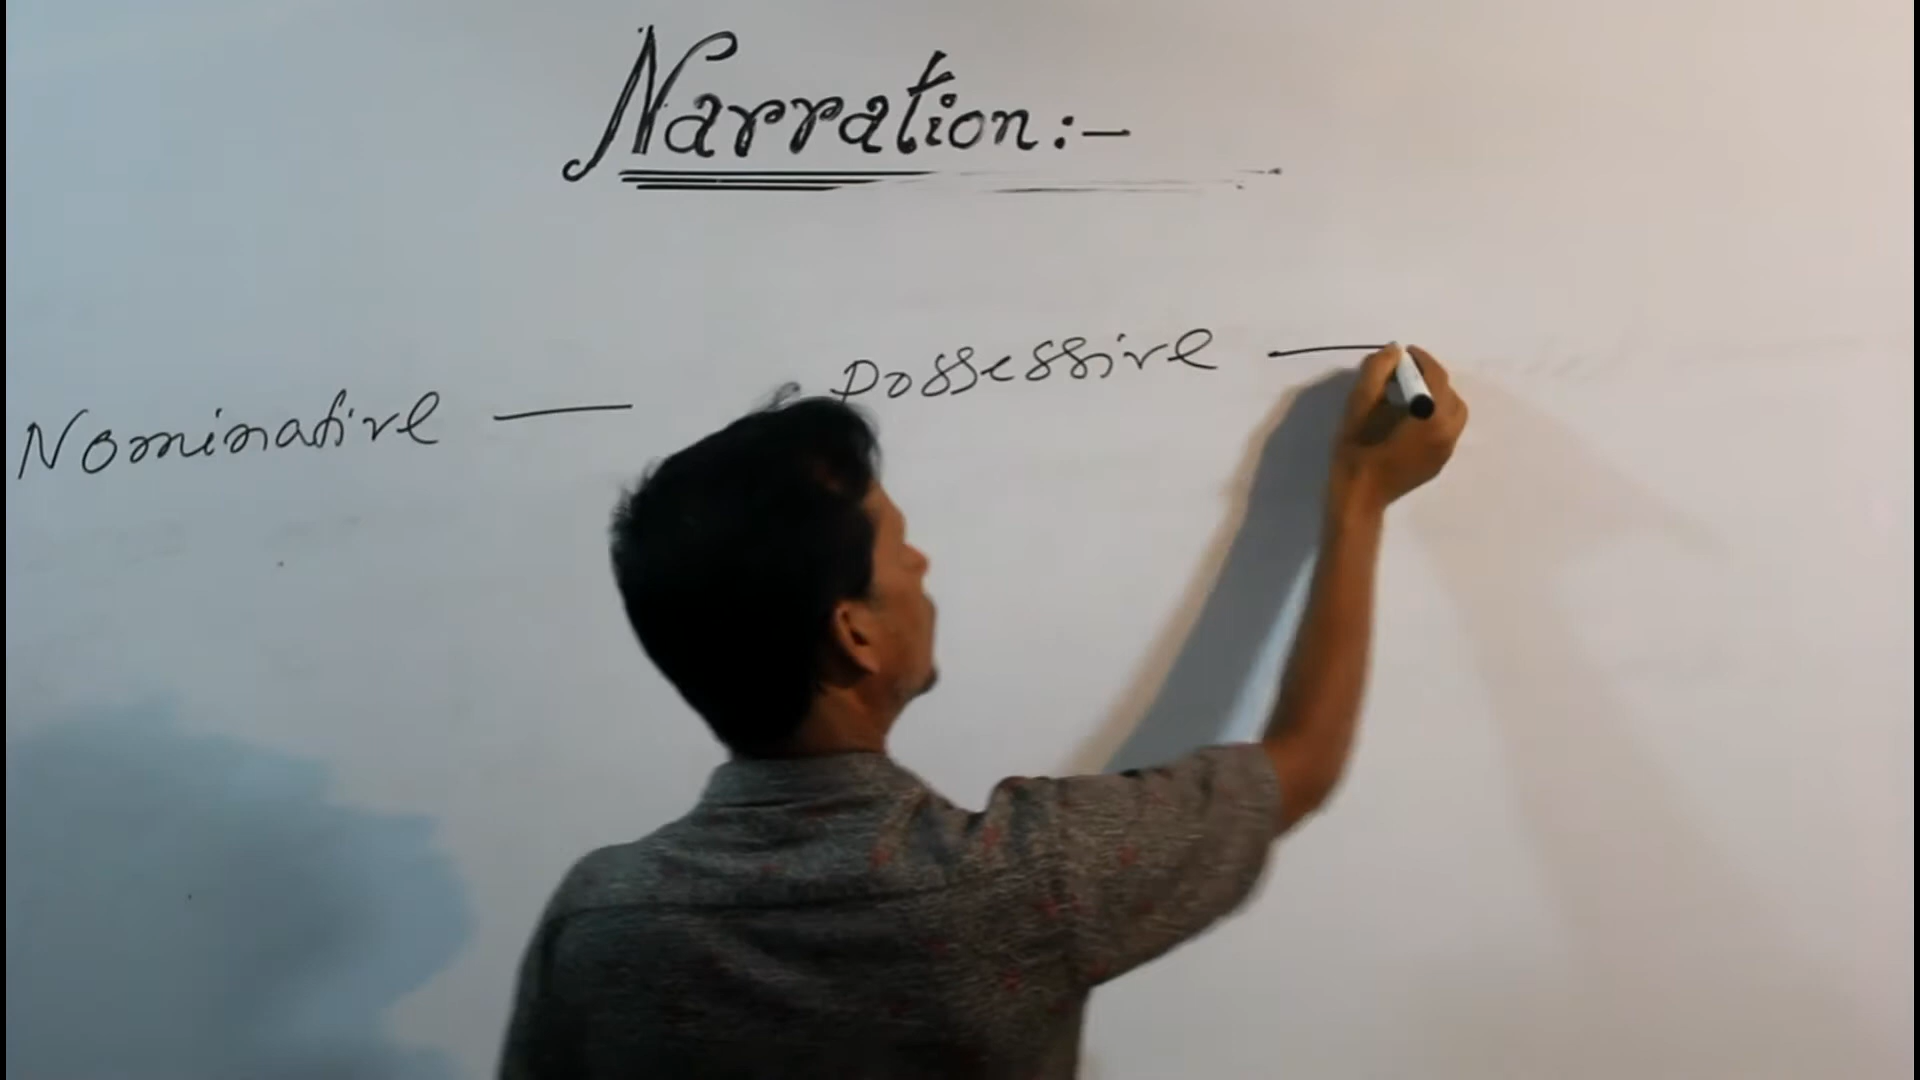 Narration:-
Nominative — Possessive —